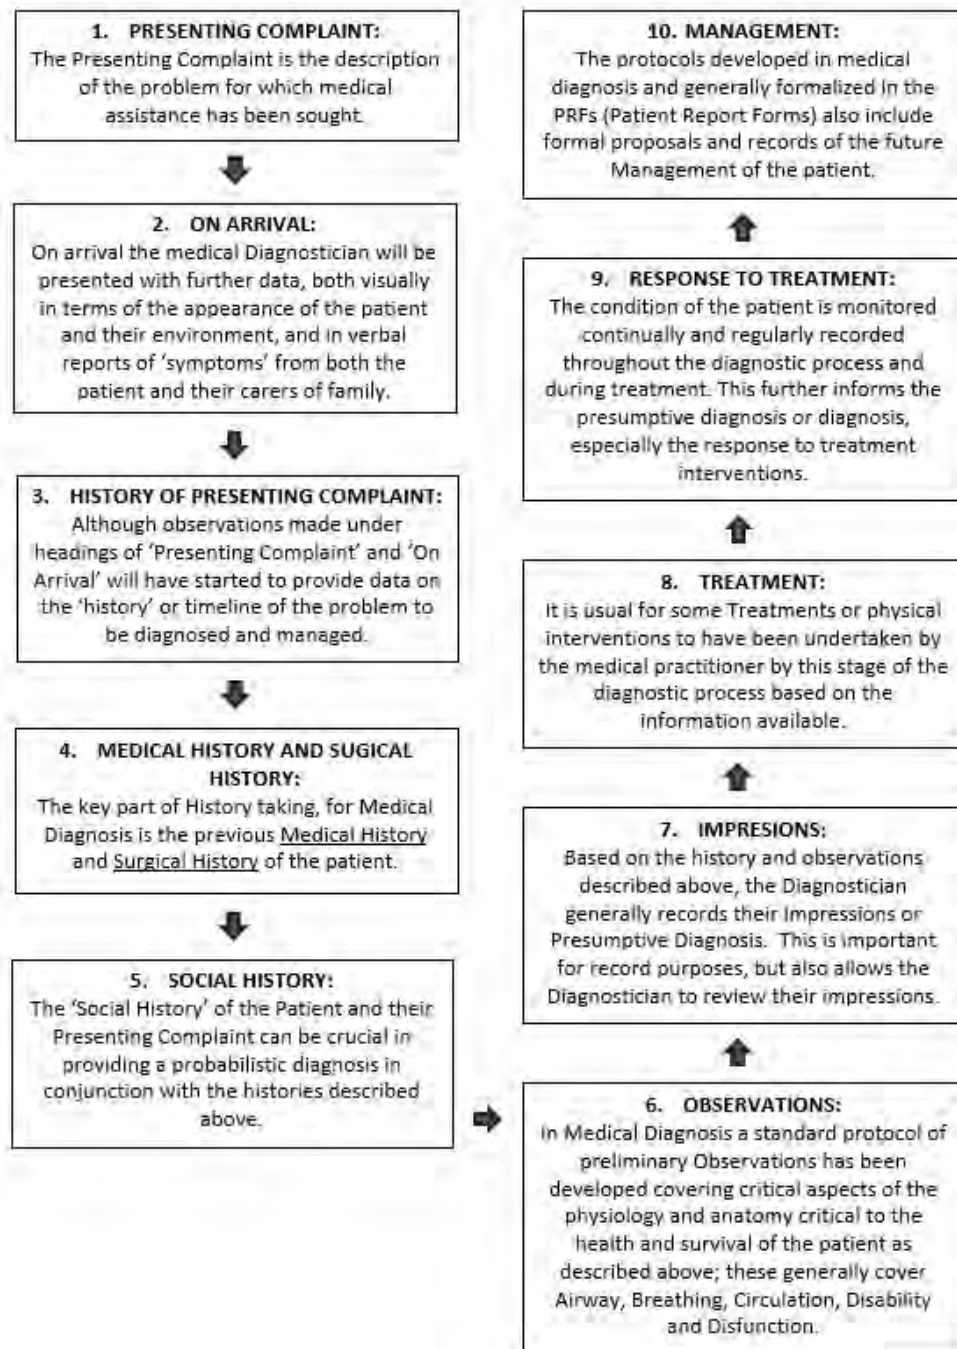 1. PRESENTING COMPLAINT:
The Presenting Complaint is the description
of the problem for which medical
assistance has been sought.
2. ON ARRIVAL:
On arrival the medical Diagnostician will be
presented with further data, both visually
in terms of the appearance of the patient
and their environment, and in verbal
reports of ‘symptoms’ from both the
patient and their carers of family.
3. HISTORY OF PRESENTING COMPLAINT:
Although observations made under
headings of ‘Presenting Complaint’ and ‘On
Arrival’ will have started to provide data on
the ‘history’ or timeline of the problem to
be diagnosed and managed.
4. MEDICAL HISTORY AND SUGICAL
HISTORY:
The key part of History taking, for Medical
Diagnosis is the previous Medical History
and Surgical History of the patient.
5. SOCIAL HISTORY:
The ‘Social History’ of the Patient and their
Presenting Complaint can be crucial in
providing a probabilistic diagnosis in
conjunction with the histories described
above.
6. OBSERVATIONS:
In Medical Diagnosis a standard protocol of
preliminary Observations has been
developed covering critical aspects of the
physiology and anatomy critical to the
health and survival of the patient as
described above; these generally cover
Airway, Breathing, Circulation, Disability
and Disfunction.
7. IMPRESIONS:
Based on the history and observations
described above, the Diagnostician
generally records their Impressions or
Presumptive Diagnosis. This is important
for record purposes, but also allows the
Diagnostician to review their impressions.
8. TREATMENT:
It is usual for some Treatments or physical
interventions to have been undertaken by
the medical practitioner by this stage of the
diagnostic process based on the
information available.
9. RESPONSE TO TREATMENT:
The condition of the patient is monitored
continually and regularly recorded
throughout the diagnostic process and
during treatment. This further informs the
presumptive diagnosis or diagnosis,
especially the response to treatment
interventions.
10. MANAGEMENT:
The protocols developed in medical
diagnosis and generally formalized in the
PRFs (Patient Report Forms) also include
formal proposals and records of the future
Management of the patient.